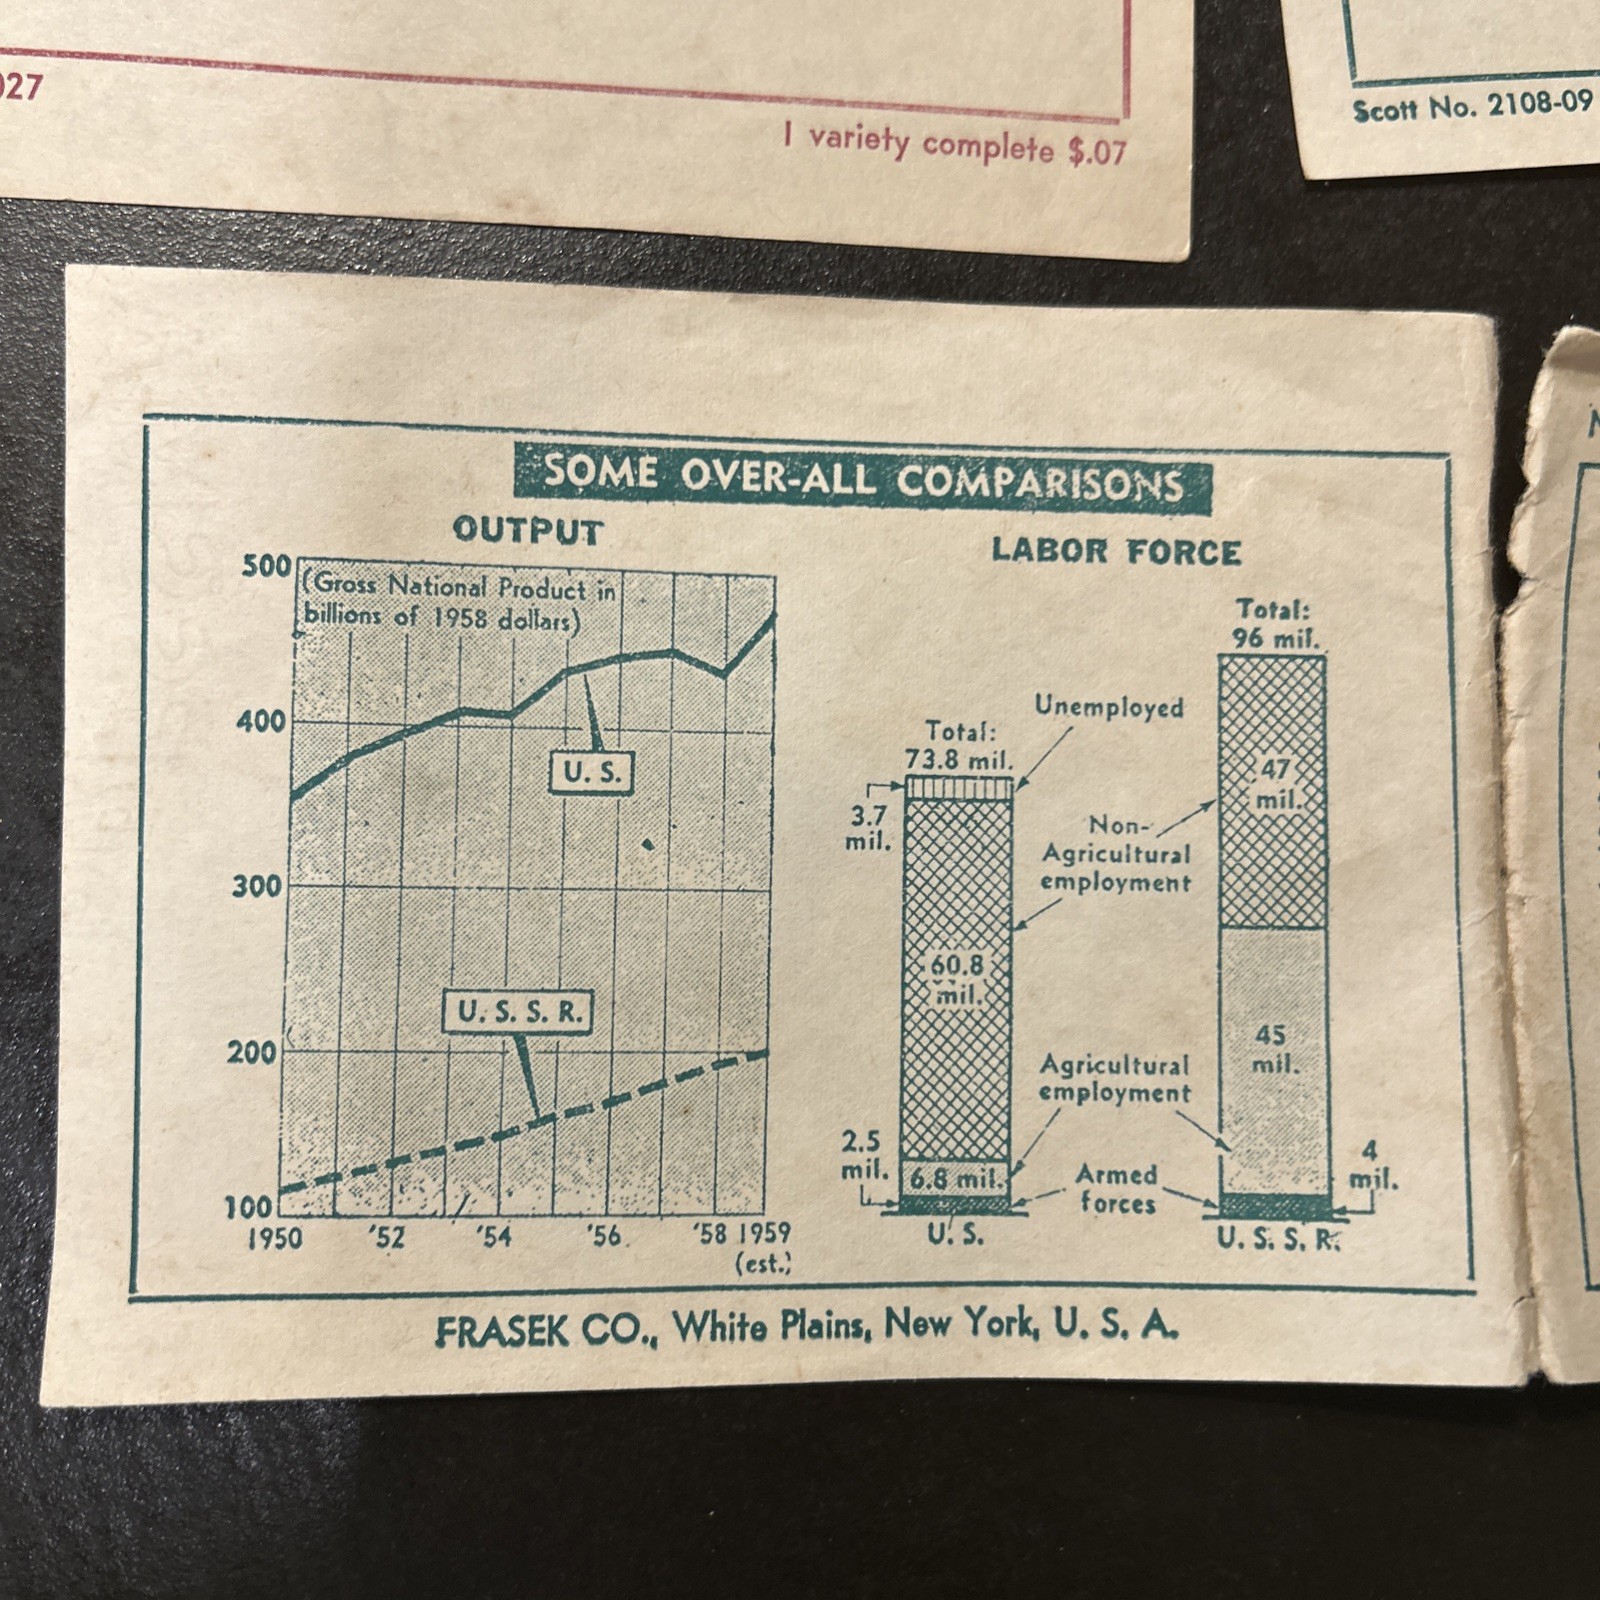 027
1 variety complete $.07
Scott No. 2108-09
SOME OVER-ALL COMPARISONS
OUTPUT
500
(Gross National Product in
billions of 1958 dollars)
400
U. S.
300
U. S. S. R.
200
100
1950 '52 '54 '56 '58 1959
(est.)
LABOR FORCE
Total:
96 mil.
Unemployed
Total:
73.8 mil.
47
mil.
3.7
mil.
Non-
Agricultural
employment
60.8
mil.
45
mil.
Agricultural
employment
2.5
mil.
6.8 mil.
Armed
forces
4
mil.
U. S.
U. S. S. R.
FRASEK CO., White Plains, New York, U. S. A.